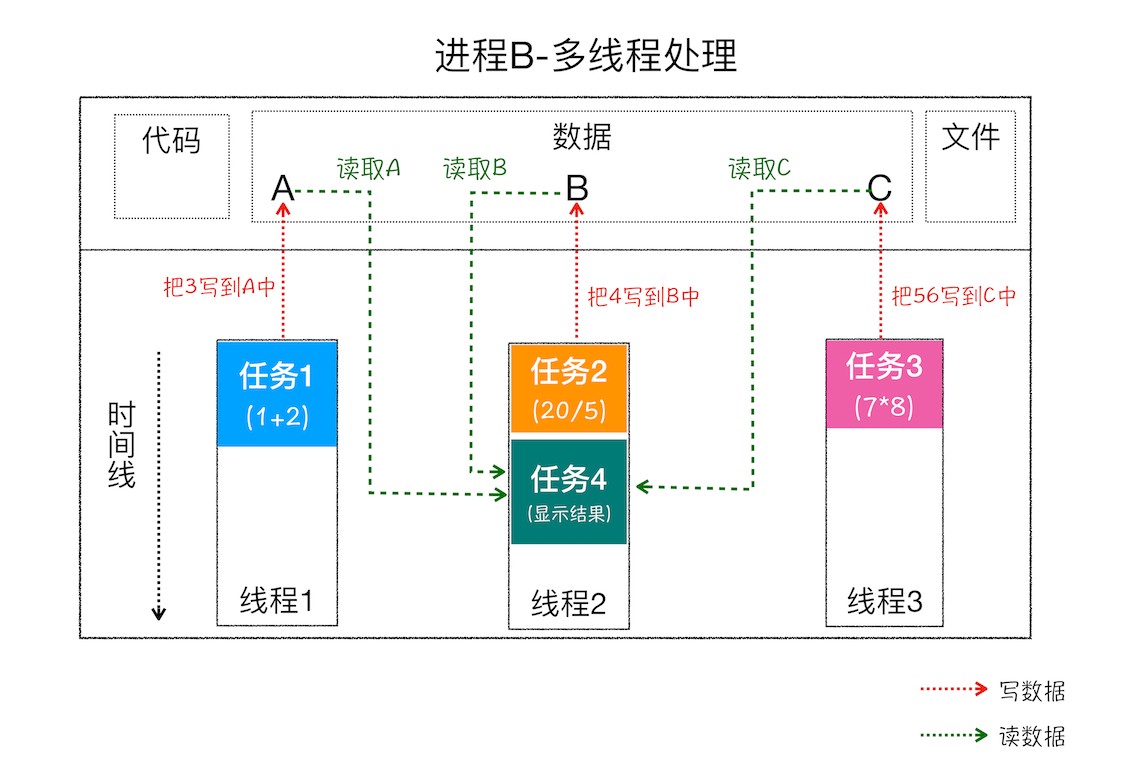 进程B-多线程处理
代码
数据
文件
读取A
读取B
读取C
A
B
C
把3写到A中
把4写到B中
把56写到C中
时间线
任务1
(1+2)
任务2
(20/5)
任务3
(7*8)
任务4
(显示结果)
线程1
线程2
线程3
写数据
读数据